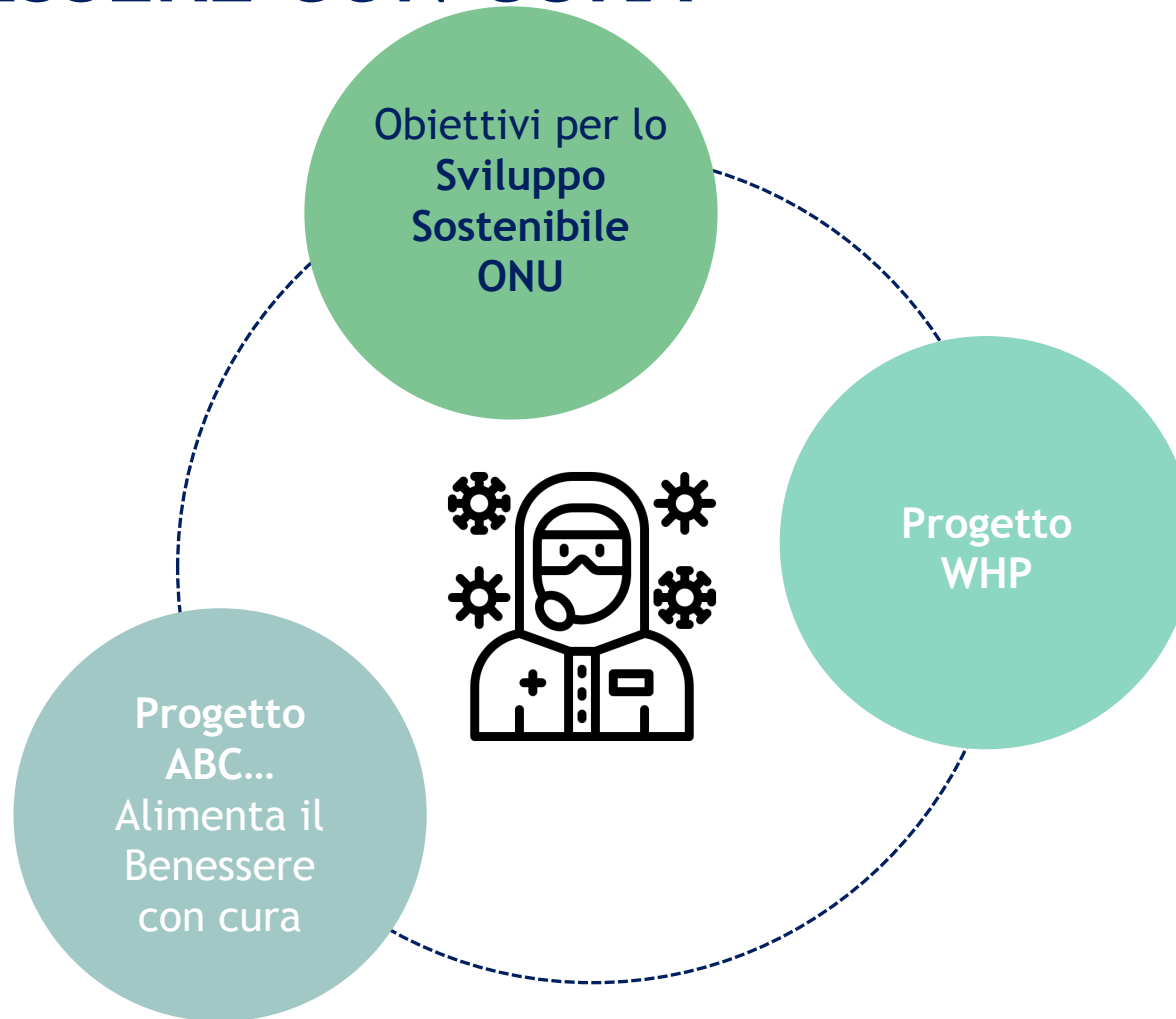 Obiettivi per lo
Sviluppo
Sostenibile
ONU
Progetto
WHP
Progetto
ABC…
Alimenta il
Benessere
con cura